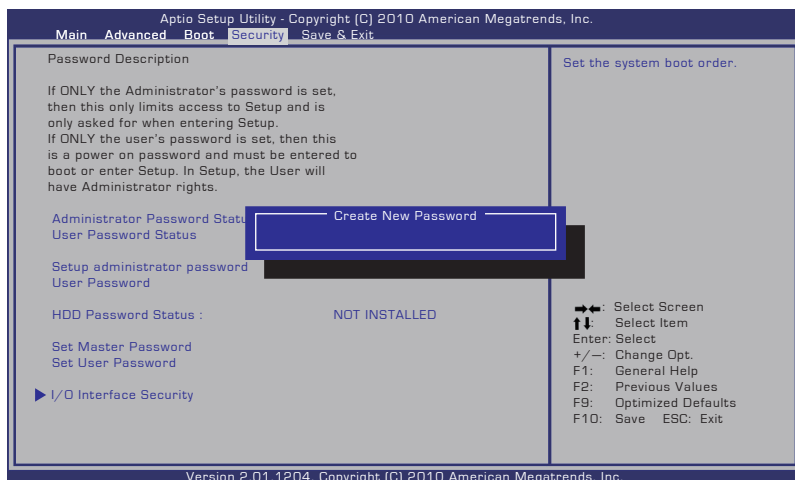 Aptio Setup Utility - Copyright (C) 2010 American Megatrends, Inc.
Main Advanced Boot Security Save & Exit
Password Description
If ONLY the Administrator's password is set,
then this only limits access to Setup and is
only asked for when entering Setup.
If ONLY the user's password is set, then this
is a power on password and must be entered to
boot or enter Setup. In Setup, the User will
have Administrator rights.
Administrator Password Statu
User Password Status
Create New Password
Setup administrator password
User Password
HDD Password Status : NOT INSTALLED
Set Master Password
Set User Password
I/O Interface Security
Set the system boot order.
→←: Select Screen
↑↓: Select Item
Enter: Select
+/—: Change Opt.
F1: General Help
F2: Previous Values
F9: Optimized Defaults
F10: Save ESC: Exit
Version 2.01.1204. Copyright (C) 2010 American Megatrends, Inc.